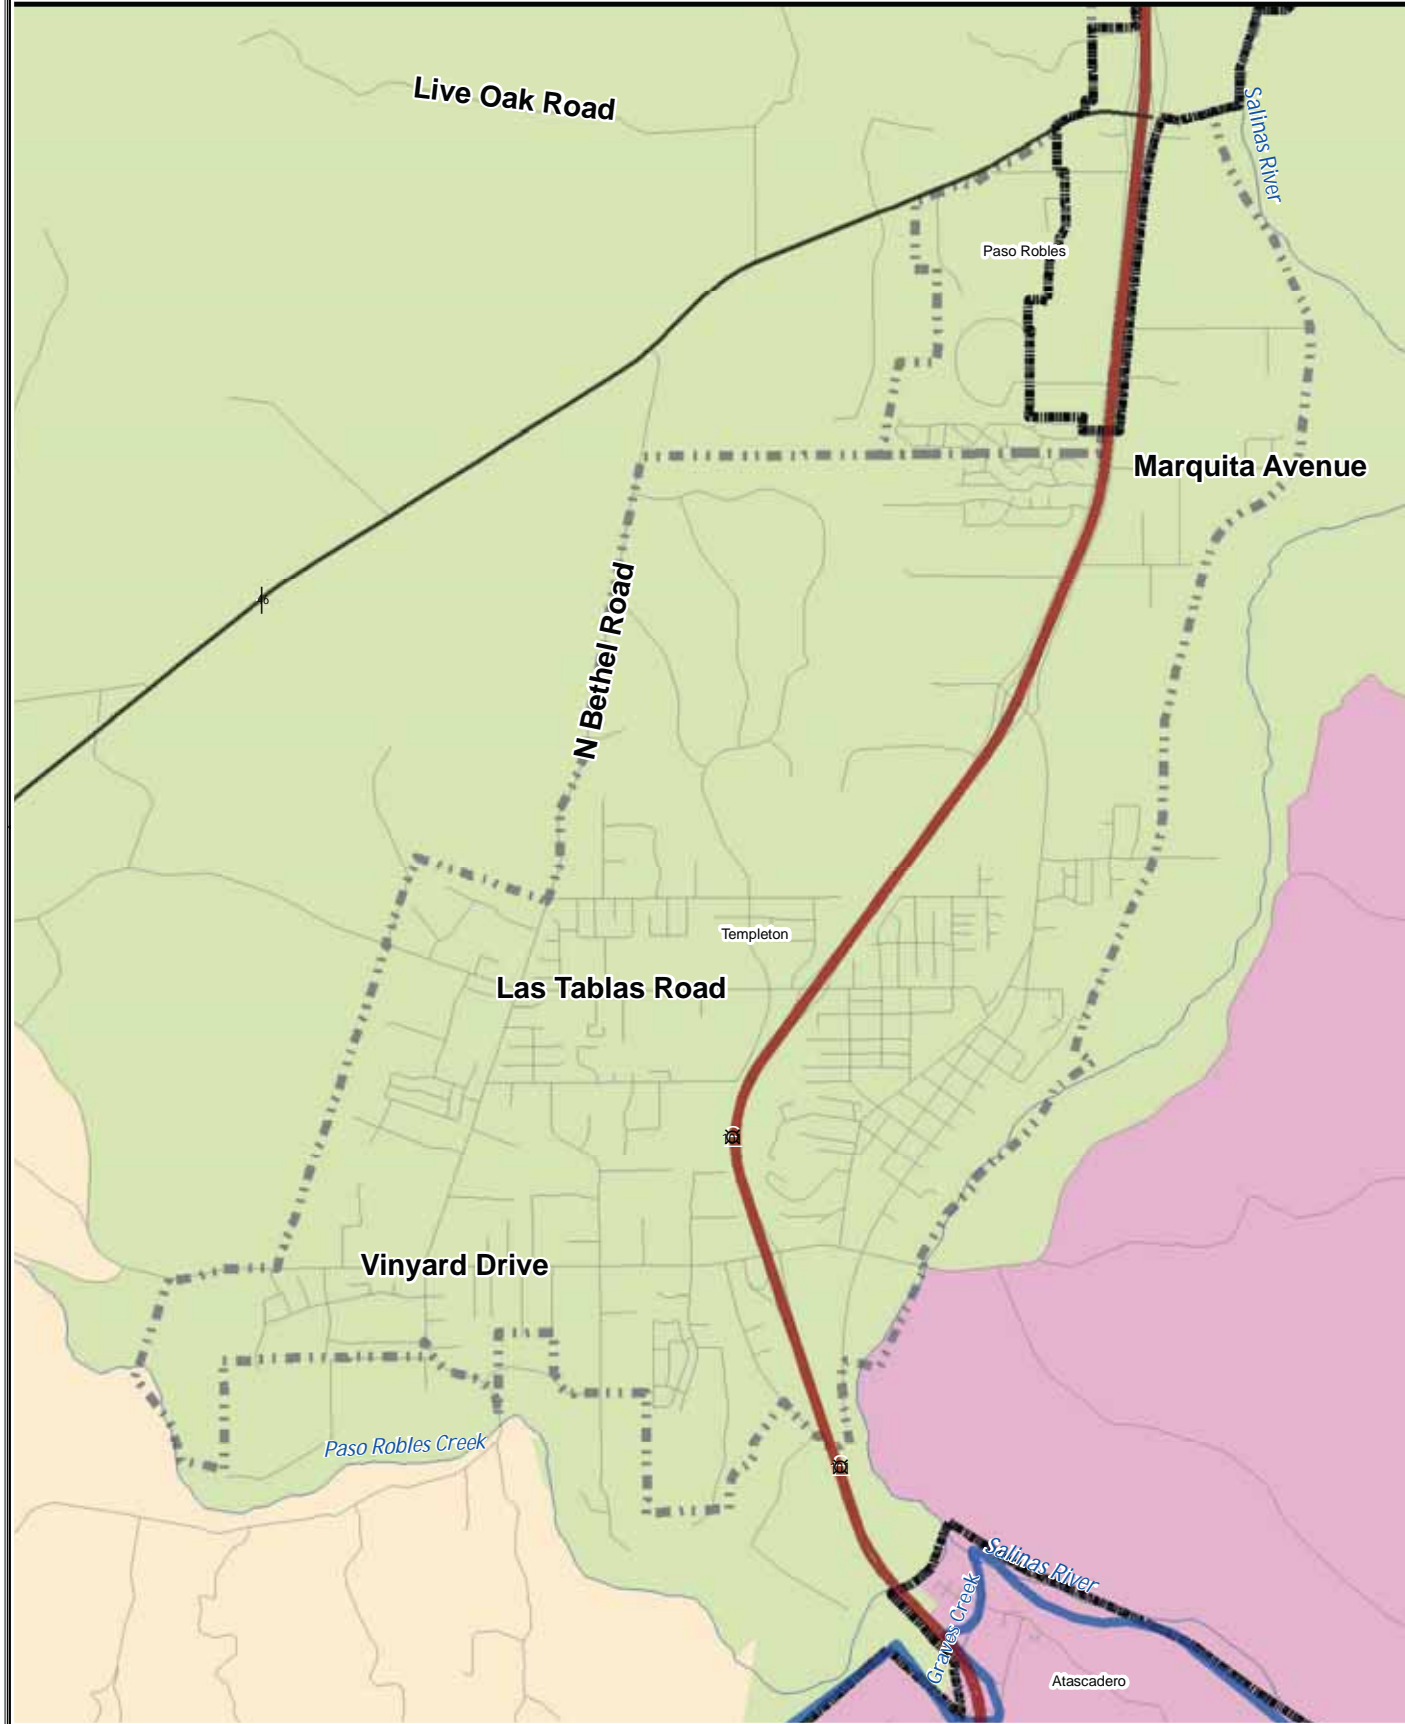 Live Oak Road
Salinas River
Paso Robles
Marquita Avenue
N Bethel Road
Templeton
Las Tablas Road
Vinyard Drive
Paso Robles Creek
Salinas River
Graves Creek
Atascadero